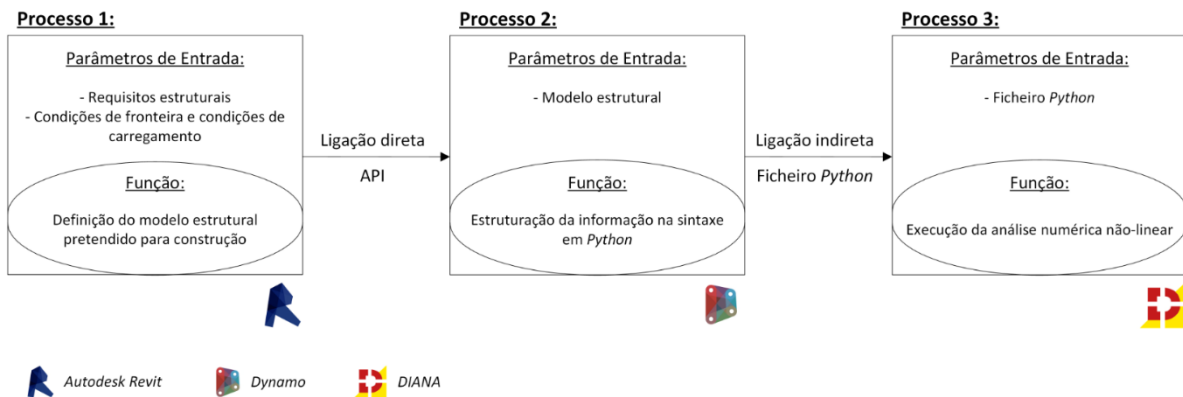 Processo 1:
Parâmetros de Entrada:
- Requisitos estruturais
- Condições de fronteira e condições de
carregamento
Função:
Definição do modelo estrutural
pretendido para construção
Ligação direta
API
Processo 2:
Parâmetros de Entrada:
- Modelo estrutural
Função:
Estruturação da informação na sintaxe
em Python
Ligação indireta
Ficheiro Python
Processo 3:
Parâmetros de Entrada:
- Ficheiro Python
Função:
Execução da análise numérica não-linear
Autodesk Revit
Dynamo
DIANA